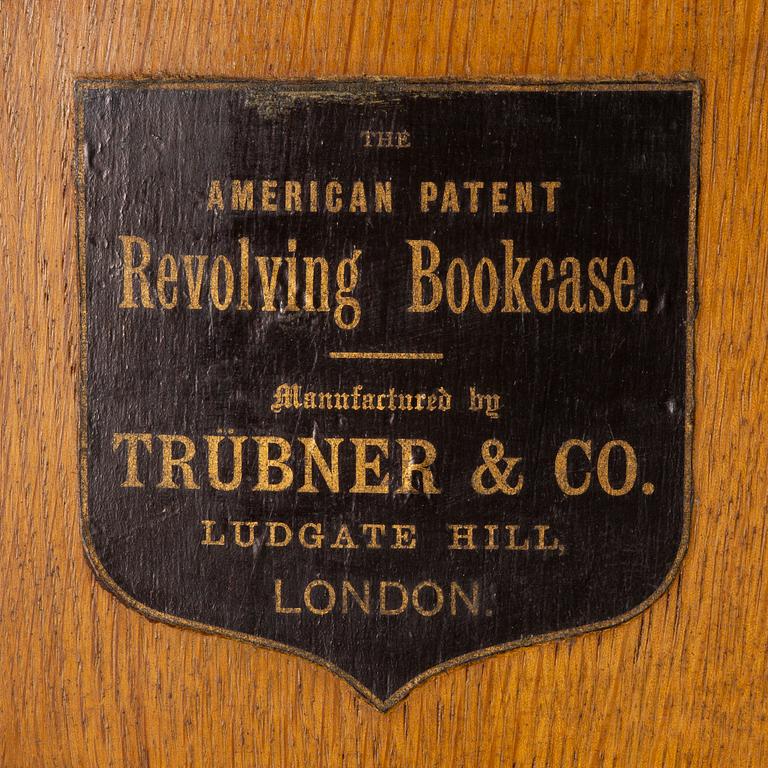 THE
AMERICAN PATENT
Revolving Bookcase.
Manufactured by
TRÜBNER & CO.
LUDGATE HILL,
LONDON.